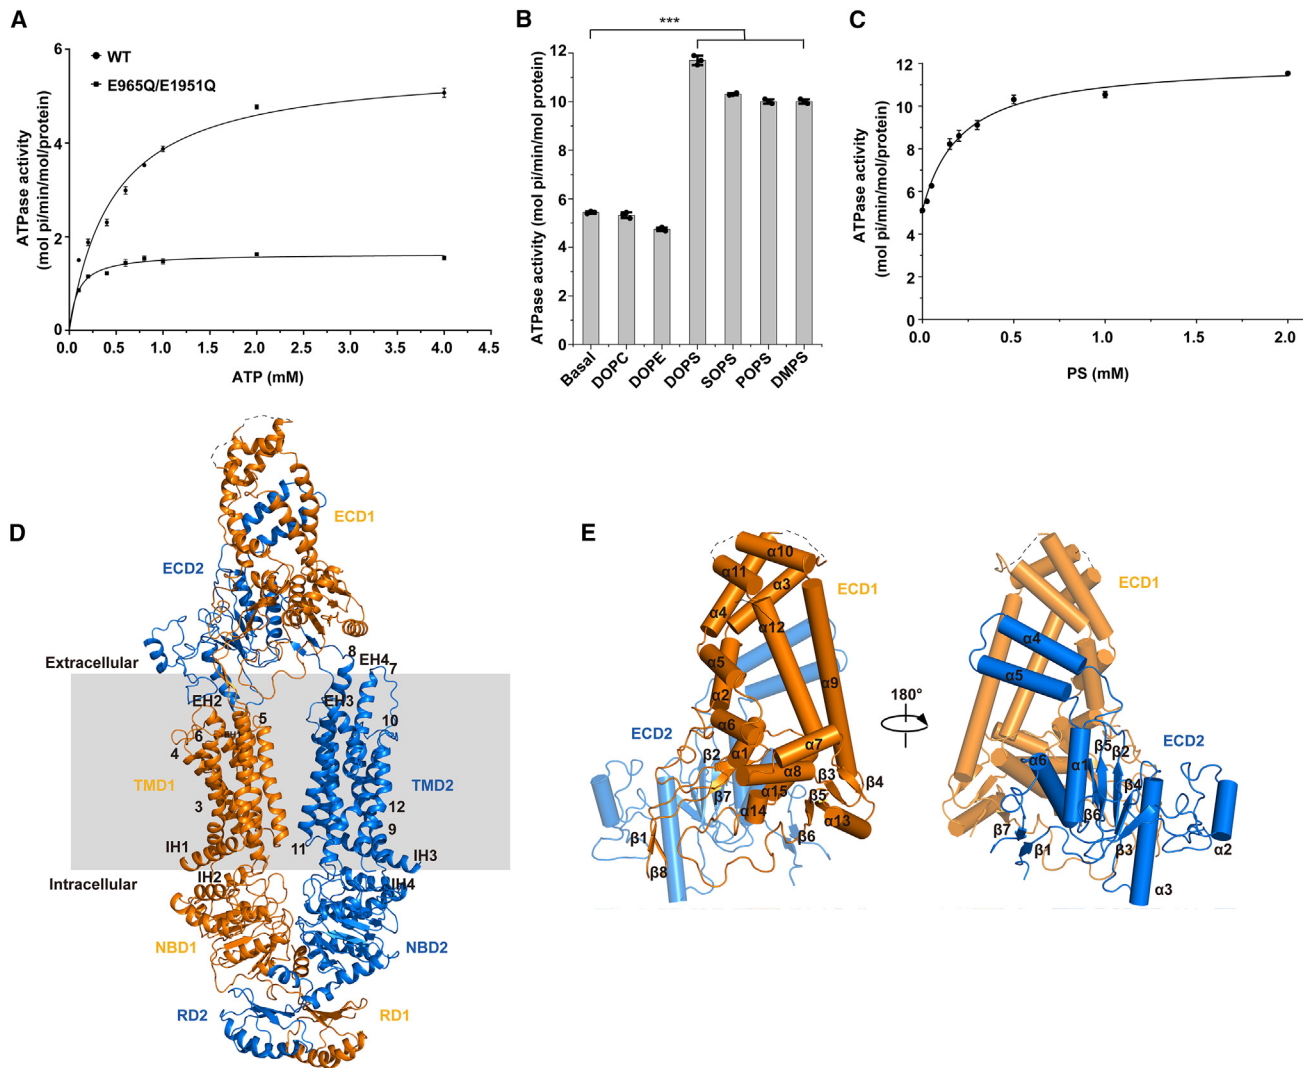 A
ATPase activity
(mol pi/min/mol/protein)
6
4
2
0
WT
E965Q/E1951Q
0.0 0.5 1.0 1.5 2.0 2.5 3.0 3.5 4.0 4.5
ATP (mM)
B
***
ATPase activity (mol pi/min/mol protein)
12
10
8
6
4
2
0
Basal DOPC DOPE DOPS SOPS POPS DMPS
C
ATPase activity
(mol pi/min/mol/protein)
12
10
8
6
4
2
0
0.0 0.5 1.0 1.5 2.0
PS (mM)
D
ECD1
ECD2
Extracellular
8
EH4
7
EH2
5
EH3
10
6
4
TMD1
TMD2
3
12
9
IH1
11
IH3
Intracellular
IH2
IH4
NBD1
NBD2
RD2
RD1
E
α10
α11
α3
ECD1
α4
α12
α5
α9
α2
ECD2
α6
α7
β2
α1
α8
β3
β4
β7
α15
β5
α14
α13
β1
β6
β8
180°
ECD1
α4
α5
ECD2
β5
β2
α6
α1
β4
β7
β6
β1
β3
α2
α3